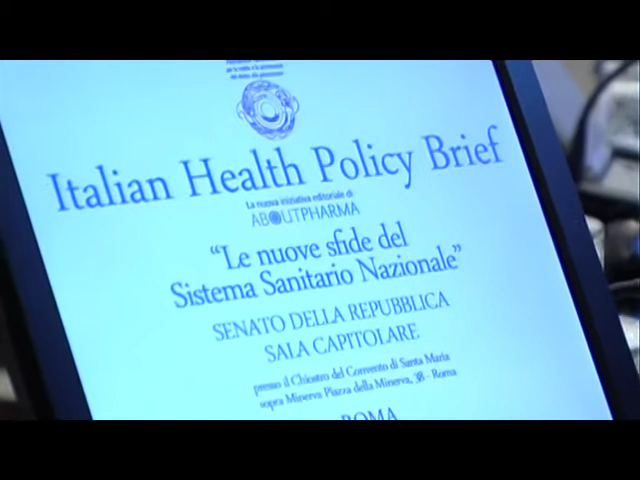 Italian Health Policy Brief
La nuova iniziativa editoriale di
ABOUTPHARMA
“Le nuove sfide del
Sistema Sanitario Nazionale”
SENATO DELLA REPUBBLICA
SALA CAPITOLARE
presso il Chiostro del Convento di Santa Maria
sopra Minerva Piazza della Minerva, 38 - Roma
ROMA